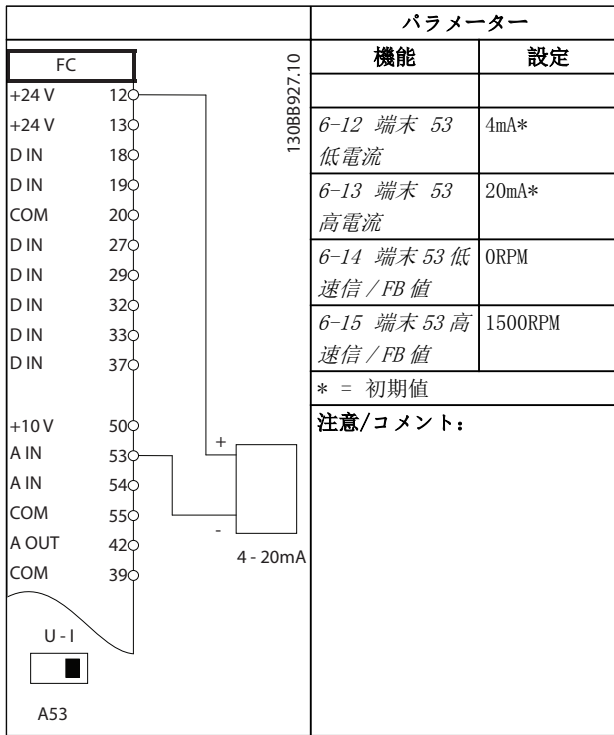 パラメーター
機能 設定
FC
130BB927.10
+24 V 12
+24 V 13
D IN 18
D IN 19
COM 20
D IN 27
D IN 29
D IN 32
D IN 33
D IN 37
+10 V 50
A IN 53
A IN 54
COM 55
A OUT 42
COM 39
+
-
4 - 20mA
U - I
A53
6-12 端末 53
低電流
4mA*
6-13 端末 53
高電流
20mA*
6-14 端末 53 低
速信/FB 値
0RPM
6-15 端末 53 高
速信/FB 値
1500RPM
* = 初期値
注意/コメント: